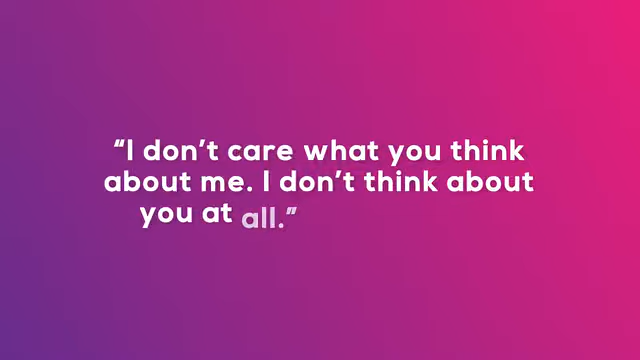 “I don’t care what you think
about me. I don’t think about
you at all.”